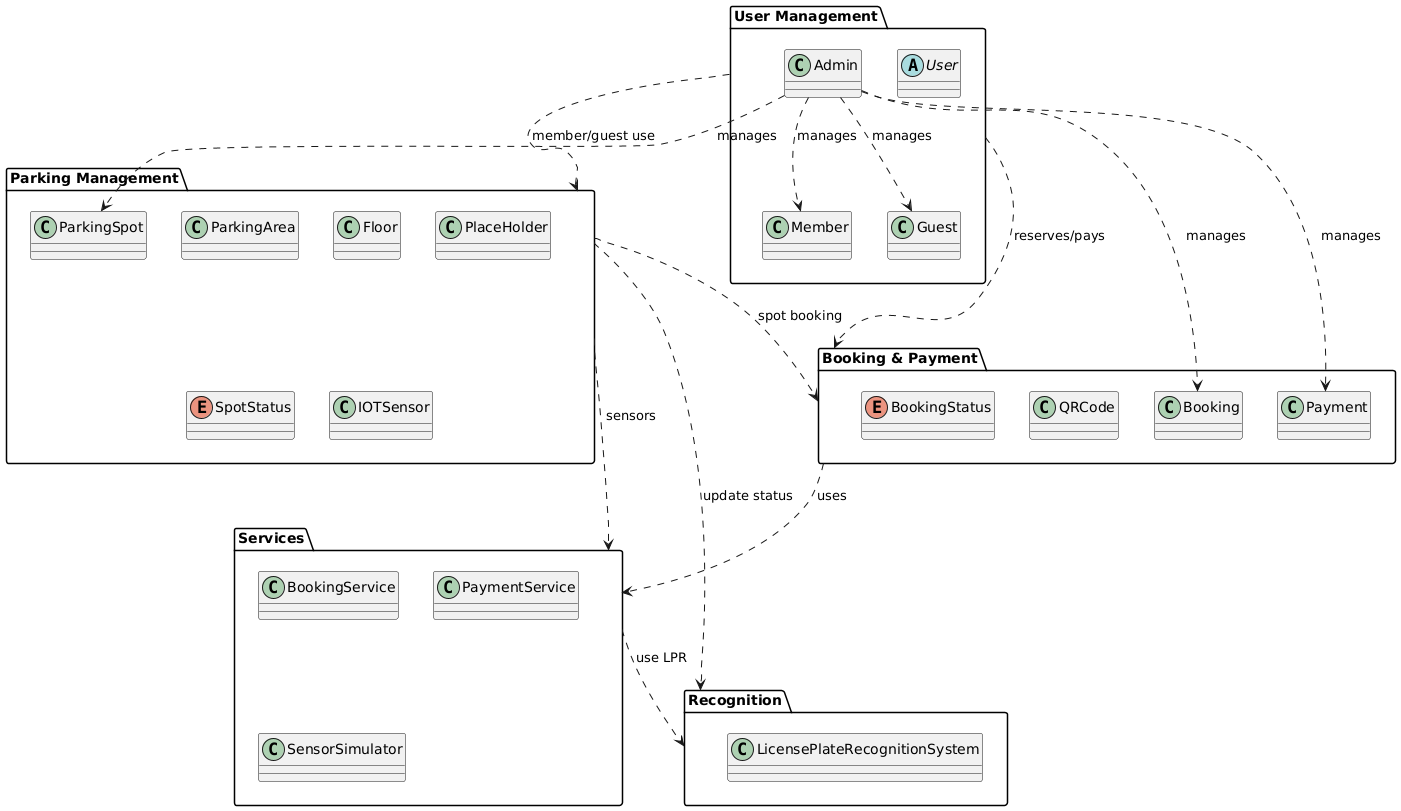 User Management
C Admin
A User
member/guest use
manages
manages
manages
Parking Management
C ParkingSpot
C ParkingArea
C Floor
C PlaceHolder
C Member
C Guest
reserves/pays
manages
manages
spot booking
Booking & Payment
E SpotStatus
C IOTSensor
sensors
E BookingStatus
C QRCode
C Booking
C Payment
update status
uses
Services
C BookingService
C PaymentService
use LPR
Recognition
C SensorSimulator
C LicensePlateRecognitionSystem